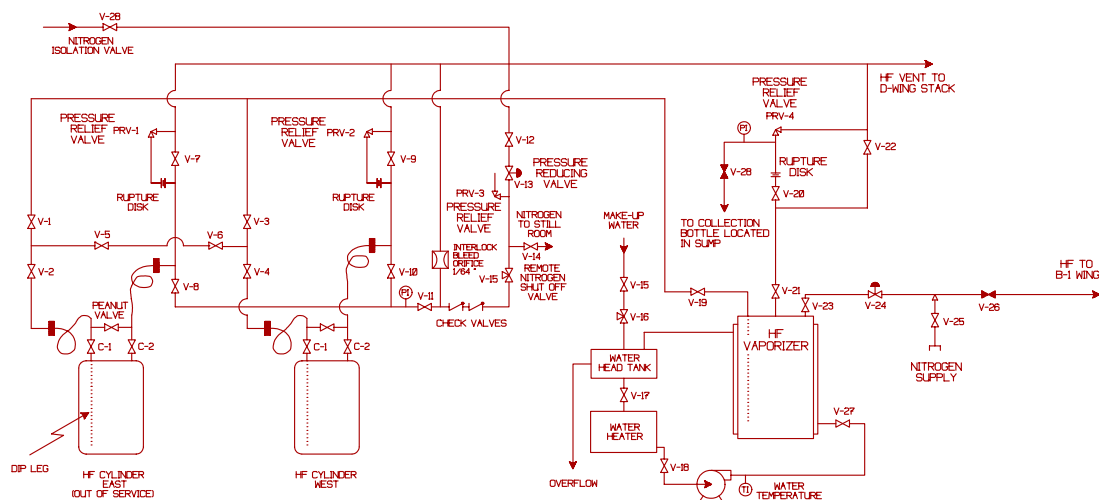 V-28
NITROGEN
ISOLATION VALVE
HF VENT TO
D-WING STACK
PRESSURE
RELIEF
VALVE
PRV-1
V-7
RUPTURE
DISK
PRESSURE
RELIEF
VALVE
PRV-2
V-9
RUPTURE
DISK
V-12
PRESSURE
REDUCING
VALVE
V-13
PRV-3
PRESSURE
RELIEF
VALVE
NITROGEN
TO STILL
ROOM
V-14
PRESSURE
RELIEF
VALVE
PRV-4
PI
V-22
RUPTURE
DISK
V-28
V-20
TO COLLECTION
BOTTLE LOCATED
IN SUMP
V-1
V-3
V-5
V-6
V-2
V-4
V-8
V-10
INTERLOCK
BLEED
ORIFICE
1/64"
V-15
REMOTE
NITROGEN
SHUT OFF
VALVE
PI
V-11
CHECK VALVES
PEANUT
VALVE
C-1
C-2
C-1
C-2
DIP LEG
HF CYLINDER
EAST
(OUT OF SERVICE)
HF CYLINDER
WEST
MAKE-UP
WATER
V-15
V-16
WATER
HEAD TANK
V-17
WATER
HEATER
V-18
OVERFLOW
TI
WATER
TEMPERATURE
V-19
V-21
V-23
HF
VAPORIZER
V-27
V-24
V-25
V-26
NITROGEN
SUPPLY
HF TO
B-1 WING